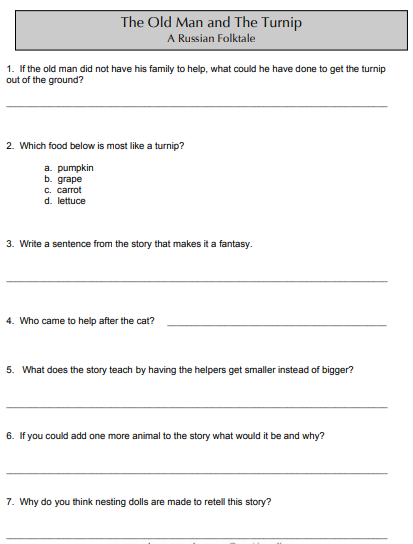 The Old Man and The Turnip
A Russian Folktale
1. If the old man did not have his family to help, what could he have done to get the turnip
out of the ground?
2. Which food below is most like a turnip?
a. pumpkin
b. grape
c. carrot
d. lettuce
3. Write a sentence from the story that makes it a fantasy.
4. Who came to help after the cat?
5. What does the story teach by having the helpers get smaller instead of bigger?
6. If you could add one more animal to the story what would it be and why?
7. Why do you think nesting dolls are made to retell this story?